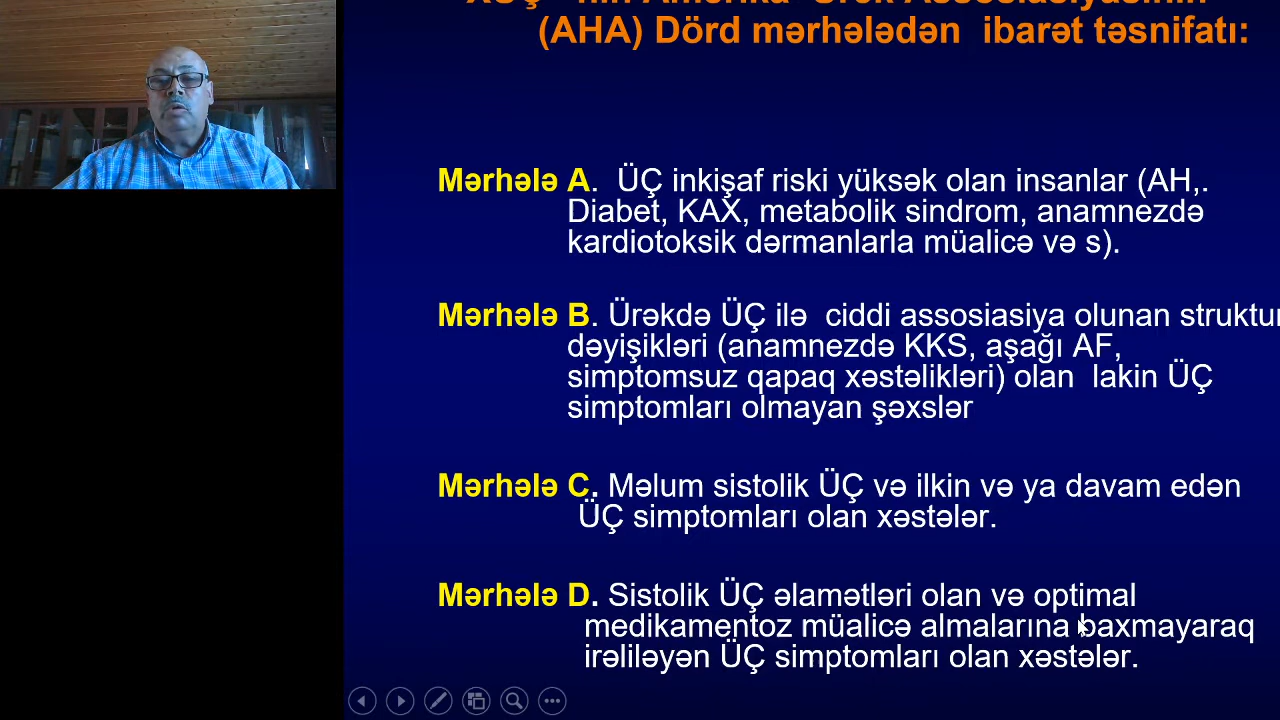 (AHA) Dörd mərhələdən ibarət təsnifatı:
Mərhələ A. ÜÇ inkişaf riski yüksək olan insanlar (AH,.
Diabet, KAX, metabolik sindrom, anamnezdə
kardiotoksik dərmanlarla müalicə və s).
Mərhələ B. Ürəkdə ÜÇ ilə ciddi assosiasiya olunan struktur
dəyişikləri (anamnezdə KKS, aşağı AF,
simptomsuz qapaq xəstəlikləri) olan lakin ÜÇ
simptomları olmayan şəxslər
Mərhələ C. Məlum sistolik ÜÇ və ilkin və ya davam edən
ÜÇ simptomları olan xəstələr.
Mərhələ D. Sistolik ÜÇ əlamətləri olan və optimal
medikamentoz müalicə almalarına baxmayaraq
irəliləyən ÜÇ simptomları olan xəstələr.